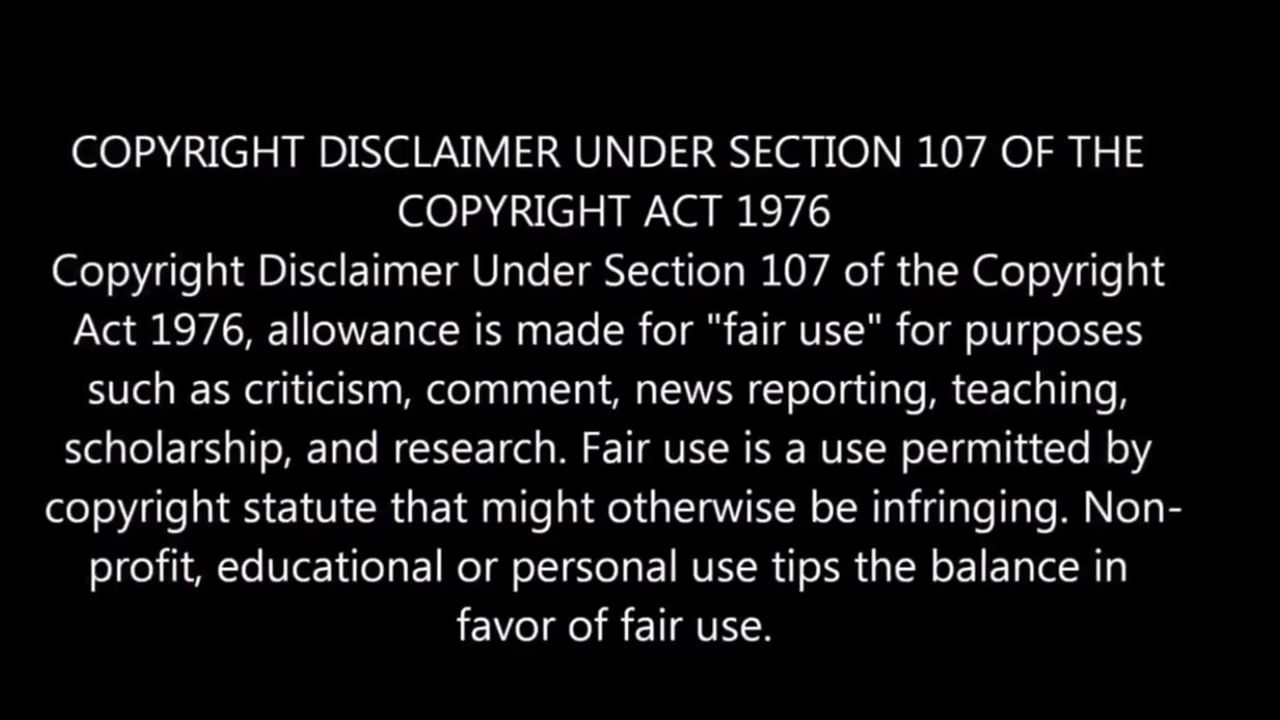 COPYRIGHT DISCLAIMER UNDER SECTION 107 OF THE
COPYRIGHT ACT 1976
Copyright Disclaimer Under Section 107 of the Copyright
Act 1976, allowance is made for "fair use" for purposes
such as criticism, comment, news reporting, teaching,
scholarship, and research. Fair use is a use permitted by
copyright statute that might otherwise be infringing. Non-
profit, educational or personal use tips the balance in
favor of fair use.